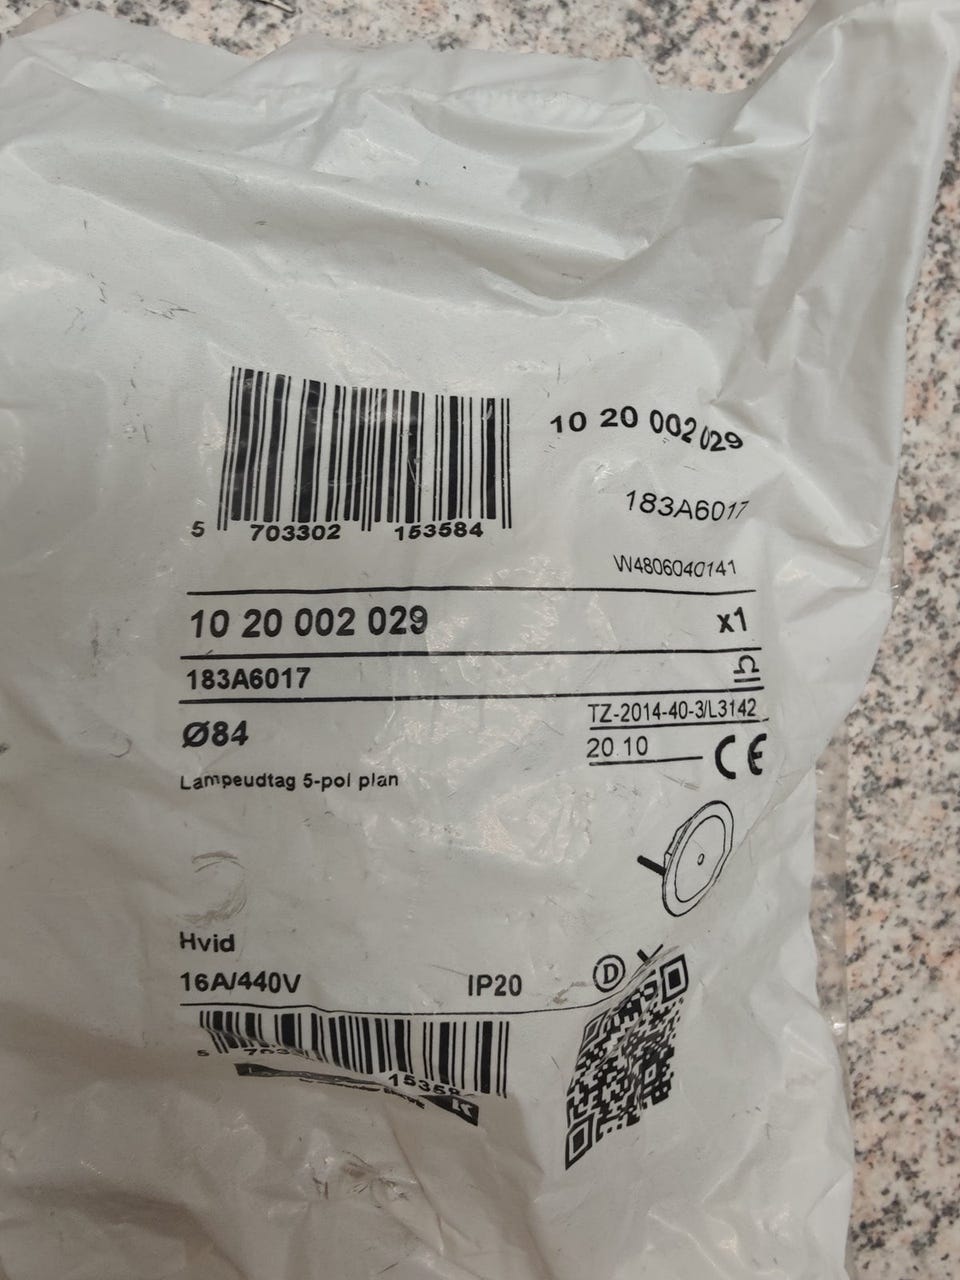 5 703302 153584
10 20 002 029
183A6017
W4806040141
10 20 002 029 x1
183A6017
Ø84
TZ-2014-40-3/L3142
20.10
CE
Lampeudtag 5-pol plan
Hvid
16A/440V IP20 D